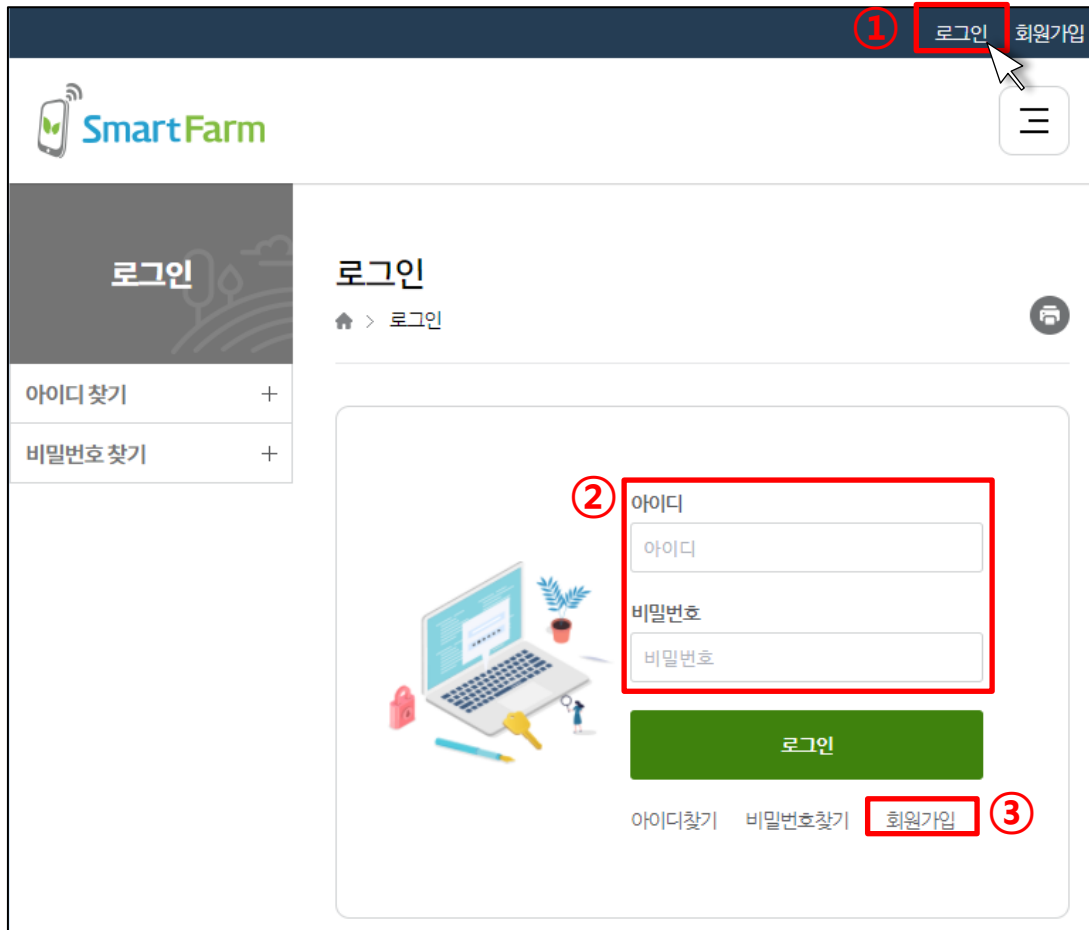 ① 로그인 회원가입
SmartFarm
로그인
로그인
> 로그인
아이디 찾기 +
비밀번호 찾기 +
② 아이디
아이디
비밀번호
비밀번호
로그인
아이디찾기 비밀번호찾기 회원가입 ③